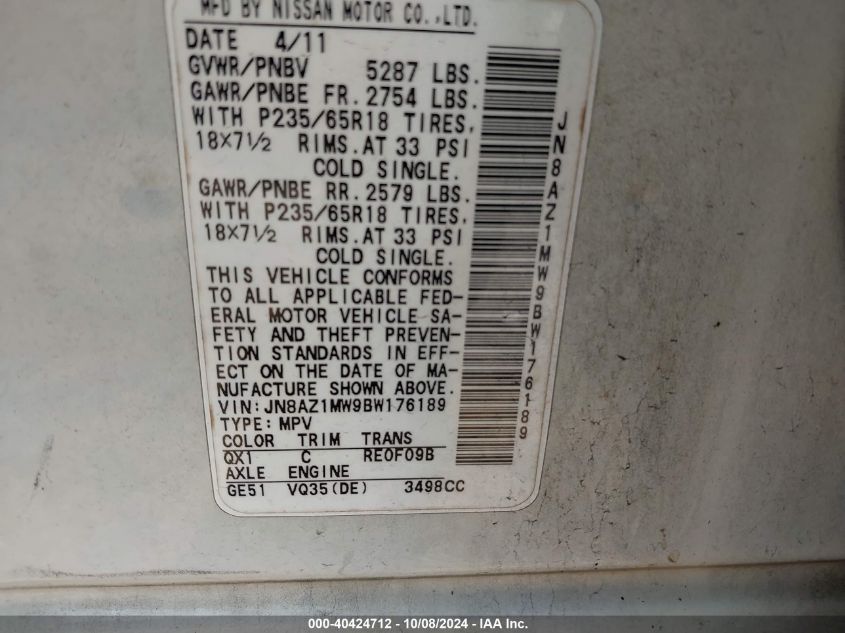 MFD BY NISSAN MOTOR CO.,LTD.
DATE 4/11
GVWR/PNBV 5287 LBS.
GAWR/PNBE FR. 2754 LBS.
WITH P235/65R18 TIRES,
18X7½ RIMS.AT 33 PSI
COLD SINGLE.
GAWR/PNBE RR. 2579 LBS.
WITH P235/65R18 TIRES,
18X7½ RIMS.AT 33 PSI
COLD SINGLE.
THIS VEHICLE CONFORMS
TO ALL APPLICABLE FED-
ERAL MOTOR VEHICLE SA-
FETY AND THEFT PREVEN-
TION STANDARDS IN EFF-
ECT ON THE DATE OF MA-
NUFACTURE SHOWN ABOVE.
VIN: JN8AZ1MW9BW176189
TYPE: MPV
COLOR TRIM TRANS
QX1 C RE0F09B
AXLE ENGINE
GE51 VQ35(DE) 3498CC
JN8AZ1MW9BW176189
000-40424712 - 10/08/2024 - IAA Inc.